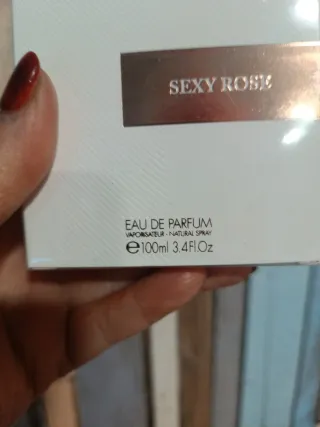 SEXY ROSE
EAU DE PARFUM
VAPORISATEUR - NATURAL SPRAY
℮100ml 3.4Fl.Oz